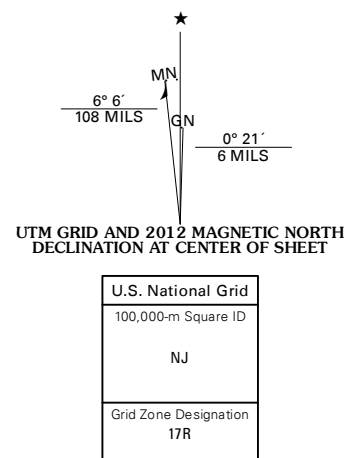 ★
MN
6° 6´
108 MILS
GN
0° 21´
6 MILS
UTM GRID AND 2012 MAGNETIC NORTH
DECLINATION AT CENTER OF SHEET
U.S. National Grid
100,000-m Square ID
NJ
Grid Zone Designation
17R